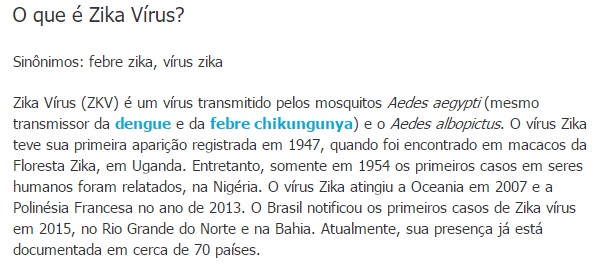 O que é Zika Vírus?
Sinônimos: febre zika, vírus zika
Zika Vírus (ZKV) é um vírus transmitido pelos mosquitos Aedes aegypti (mesmo
transmissor da dengue e da febre chikungunya) e o Aedes albopictus. O vírus Zika
teve sua primeira aparição registrada em 1947, quando foi encontrado em macacos da
Floresta Zika, em Uganda. Entretanto, somente em 1954 os primeiros casos em seres
humanos foram relatados, na Nigéria. O vírus Zika atingiu a Oceania em 2007 e a
Polinésia Francesa no ano de 2013. O Brasil notificou os primeiros casos de Zika vírus
em 2015, no Rio Grande do Norte e na Bahia. Atualmente, sua presença já está
documentada em cerca de 70 países.